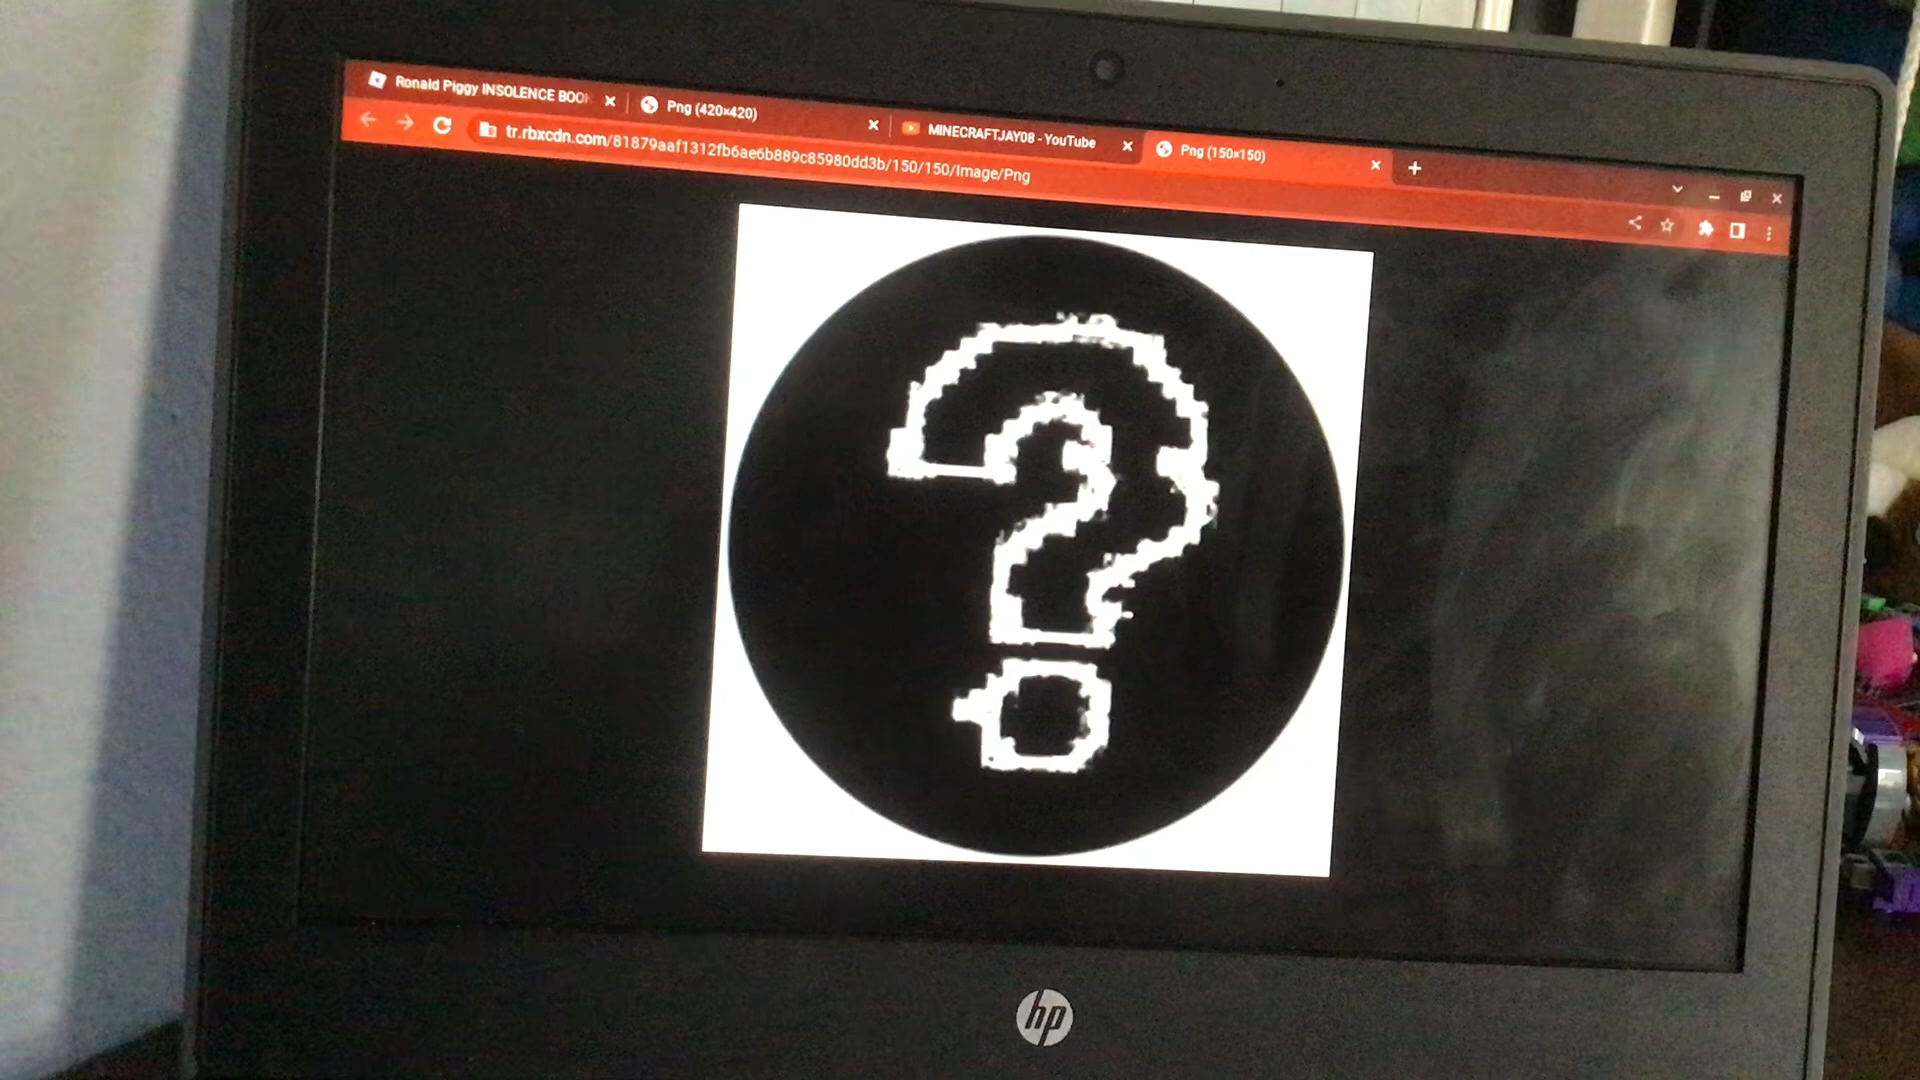 Ronald Piggy INSOLENCE BOO
Png (420×420)
MINECRAFTJAY08 - YouTube
Png (150×150)
tr.rbxcdn.com/81879aaf1312fb6ae6b889c85980dd3b/150/150/Image/Png
?
hp